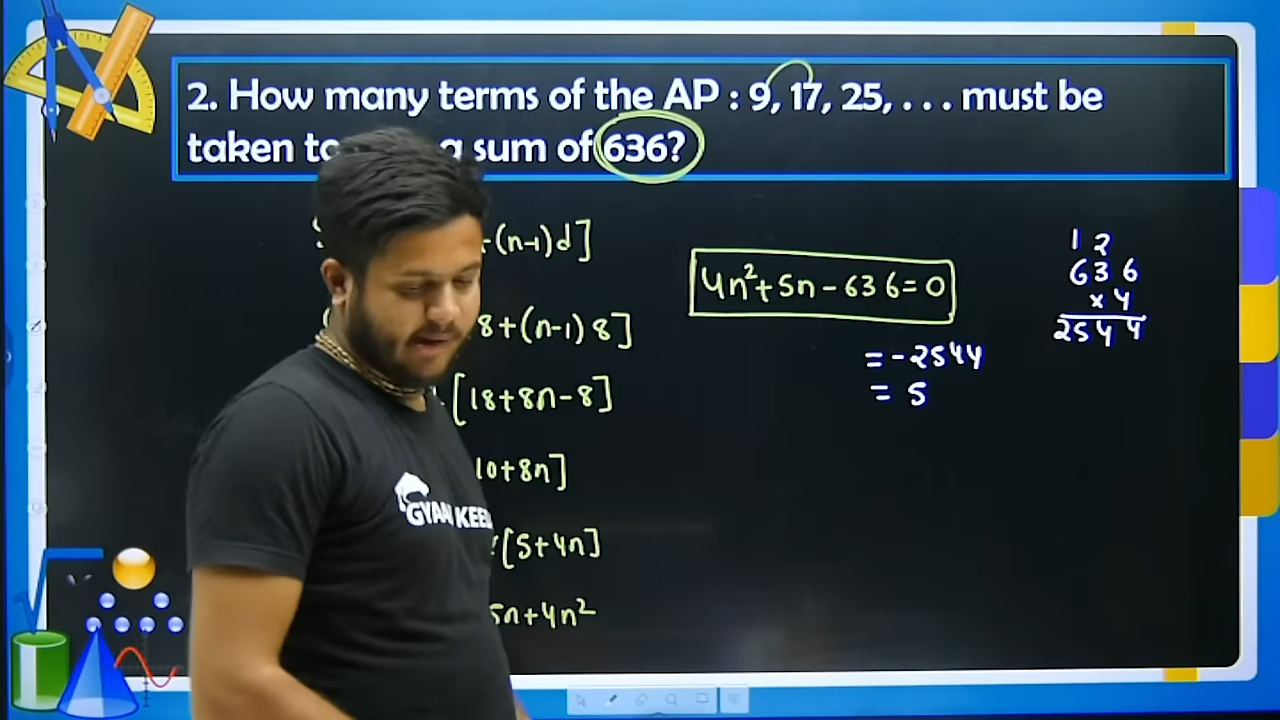 2. How many terms of the AP : 9, 17, 25, . . . must be
taken a sum of 636?
-(n-1)d]
8+(n-1) 8]
[18+8n-8]
10+8n]
[5+4n]
5n+4n²
4n²+5n-636=0
=-2544
= 5
1 2
636
×4
2544
GYAN KEE